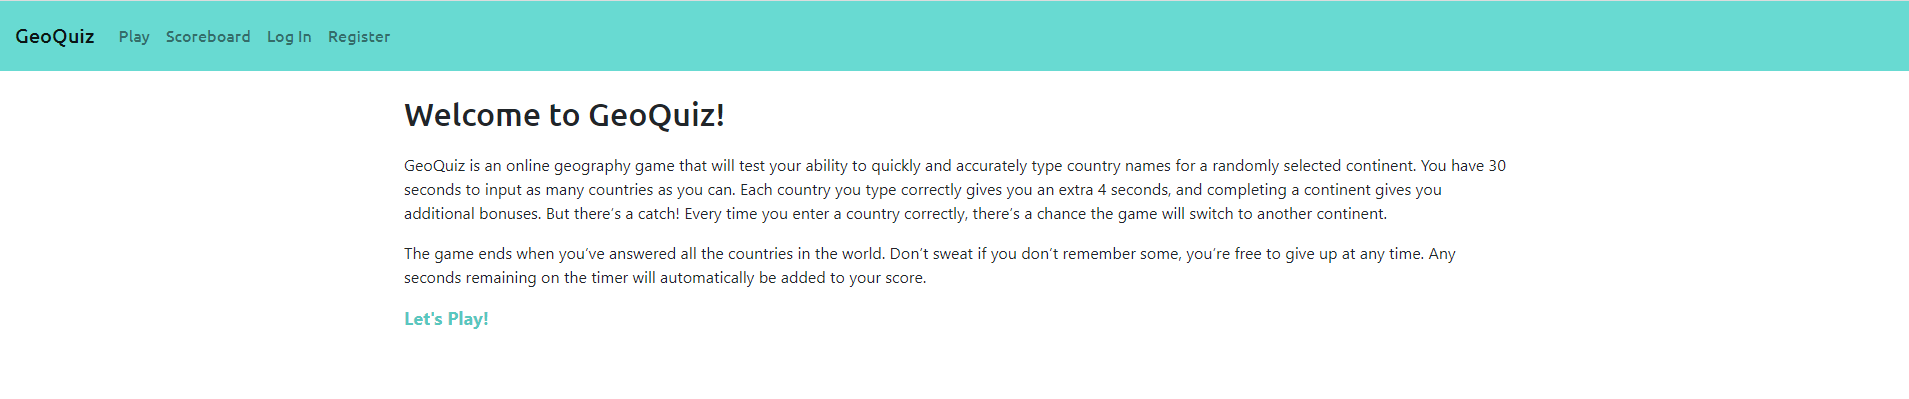 GeoQuiz Play Scoreboard Log In Register
Welcome to GeoQuiz!
GeoQuiz is an online geography game that will test your ability to quickly and accurately type country names for a randomly selected continent. You have 30
seconds to input as many countries as you can. Each country you type correctly gives you an extra 4 seconds, and completing a continent gives you
additional bonuses. But there's a catch! Every time you enter a country correctly, there's a chance the game will switch to another continent.
The game ends when you've answered all the countries in the world. Don't sweat if you don't remember some, you're free to give up at any time. Any
seconds remaining on the timer will automatically be added to your score.
Let's Play!